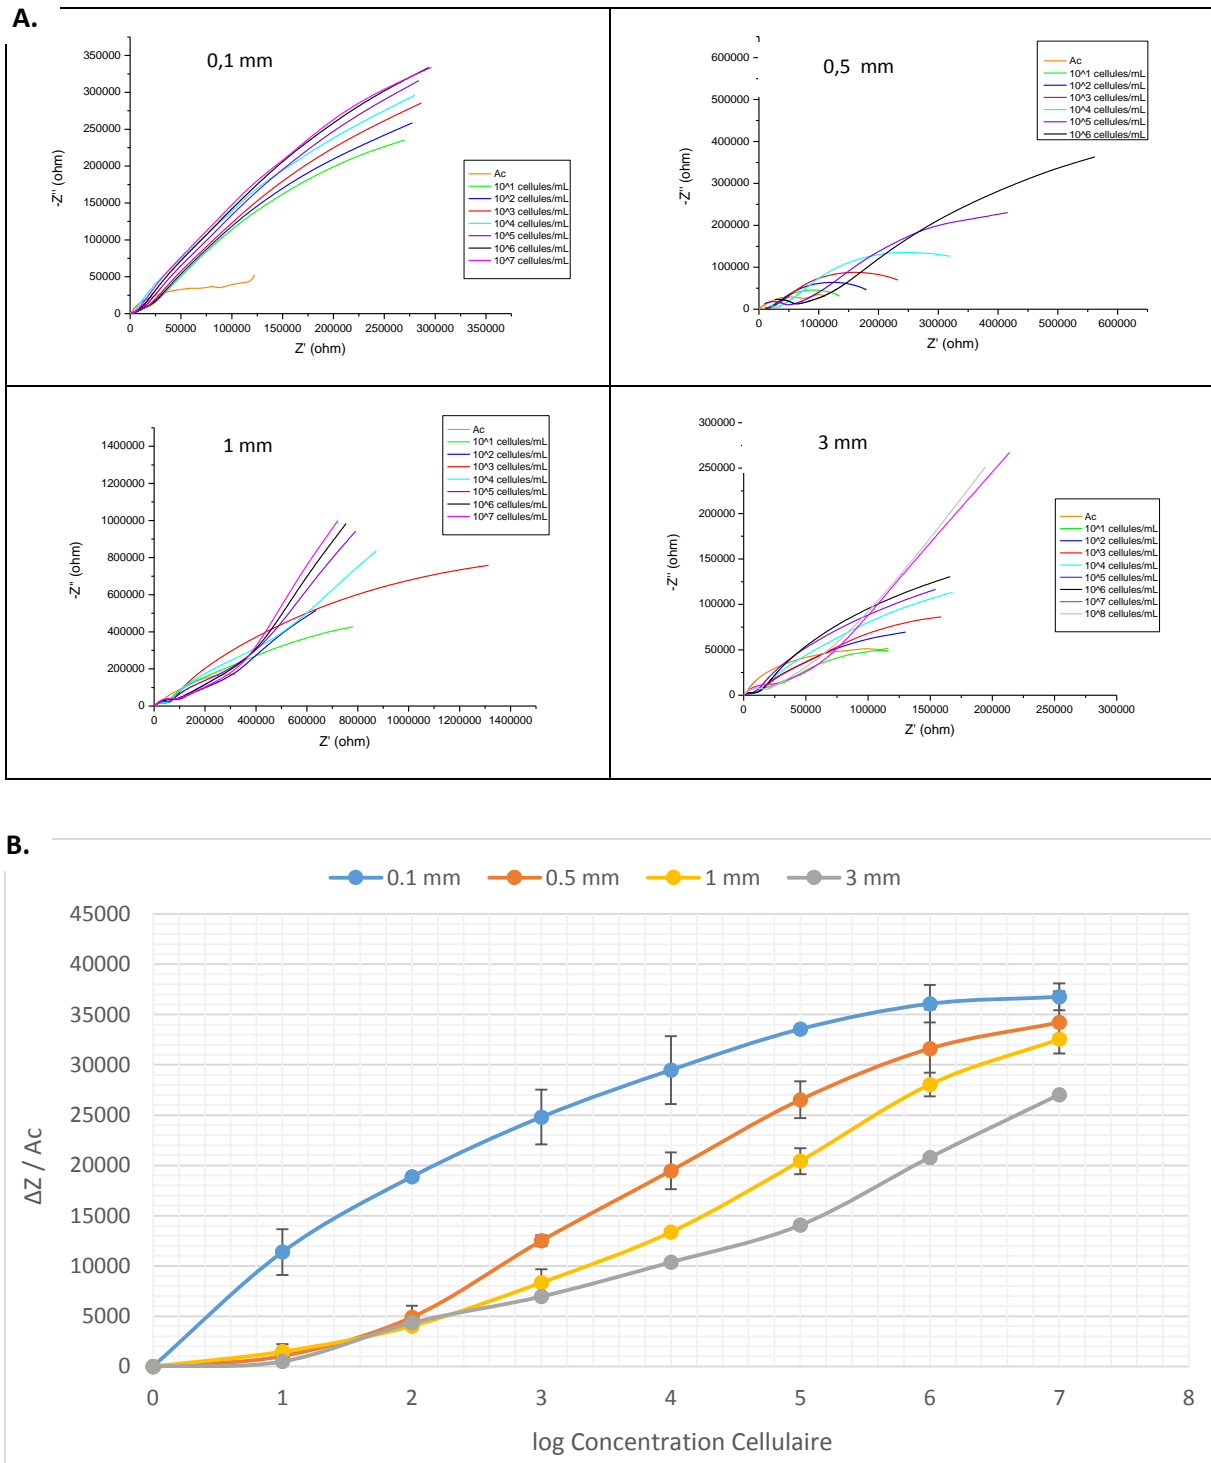 A.
0,1 mm
350000
300000
250000
200000
150000
100000
50000
0
-Z'' (ohm)
0 50000 100000 150000 200000 250000 300000 350000
Z' (ohm)
Ac
10^1 cellules/mL
10^2 cellules/mL
10^3 cellules/mL
10^4 cellules/mL
10^5 cellules/mL
10^6 cellules/mL
10^7 cellules/mL
0,5 mm
600000
500000
400000
300000
200000
100000
0
-Z'' (ohm)
0 100000 200000 300000 400000 500000 600000
Z' (ohm)
Ac
10^1 cellules/mL
10^2 cellules/mL
10^3 cellules/mL
10^4 cellules/mL
10^5 cellules/mL
10^6 cellules/mL
1 mm
1400000
1200000
1000000
800000
600000
400000
200000
0
-Z'' (ohm)
0 200000 400000 600000 800000 1000000 1200000 1400000
Z' (ohm)
Ac
10^1 cellules/mL
10^2 cellules/mL
10^3 cellules/mL
10^4 cellules/mL
10^5 cellules/mL
10^6 cellules/mL
10^7 cellules/mL
3 mm
300000
250000
200000
150000
100000
50000
0
-Z'' (ohm)
0 50000 100000 150000 200000 250000 300000
Z' (ohm)
Ac
10^1 cellules/mL
10^2 cellules/mL
10^3 cellules/mL
10^4 cellules/mL
10^5 cellules/mL
10^6 cellules/mL
10^7 cellules/mL
10^8 cellules/mL
B.
0.1 mm 0.5 mm 1 mm 3 mm
45000
40000
35000
30000
25000
20000
15000
10000
5000
0
ΔZ / Ac
0 1 2 3 4 5 6 7 8
log Concentration Cellulaire